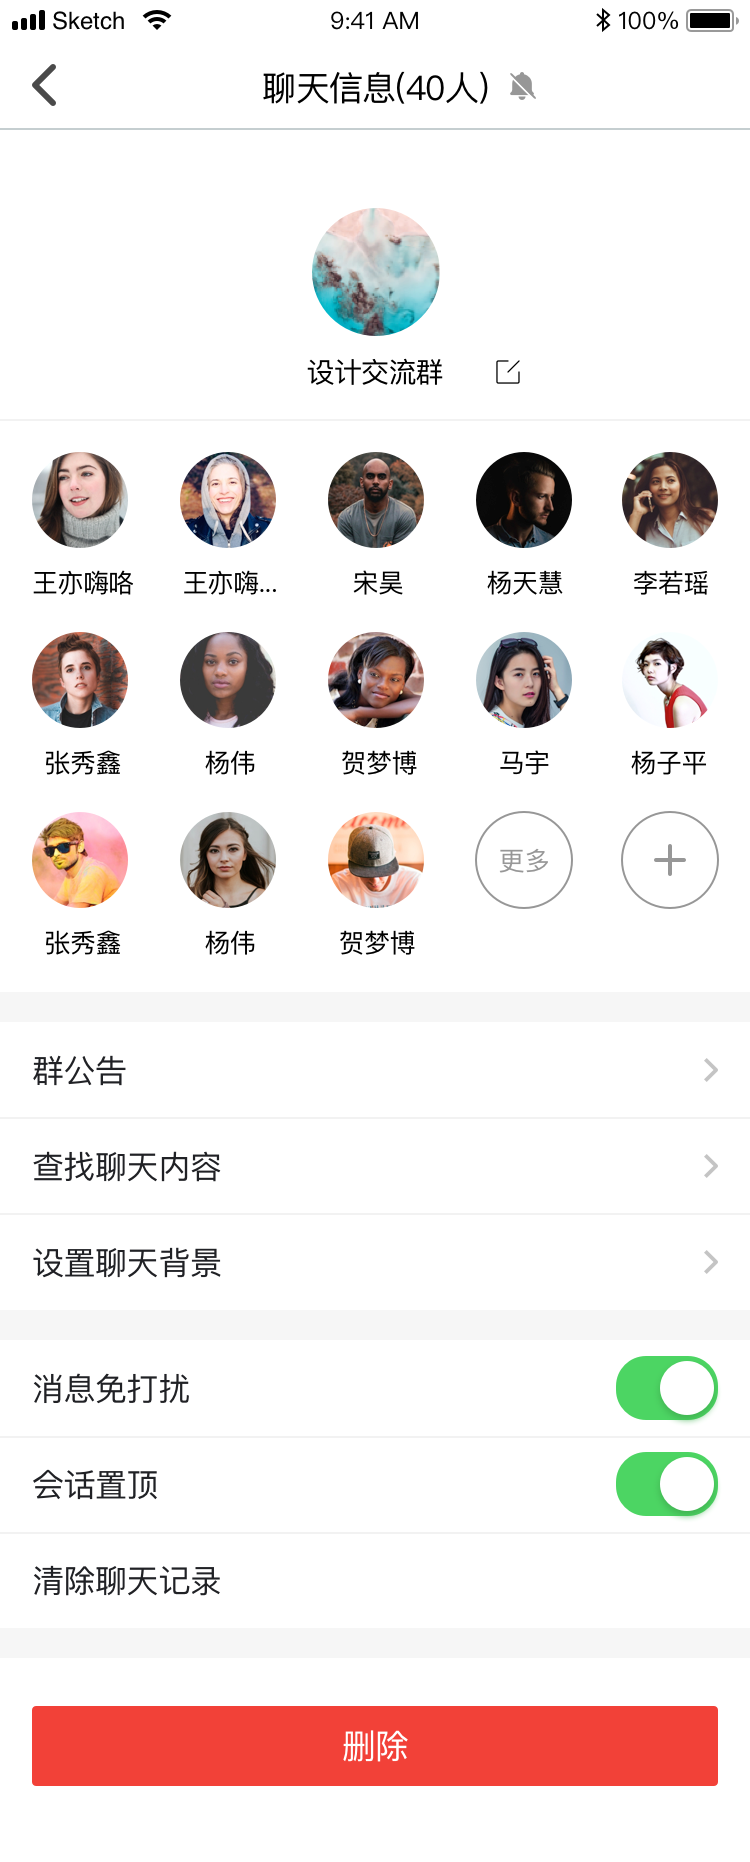 Sketch 9:41 AM 100%
聊天信息(40人)
设计交流群
王亦嗨咯 王亦嗨... 宋昊 杨天慧 李若瑶
张秀鑫 杨伟 贺梦博 马宇 杨子平
更多
张秀鑫 杨伟 贺梦博
群公告
查找聊天内容
设置聊天背景
消息免打扰
会话置顶
清除聊天记录
删除